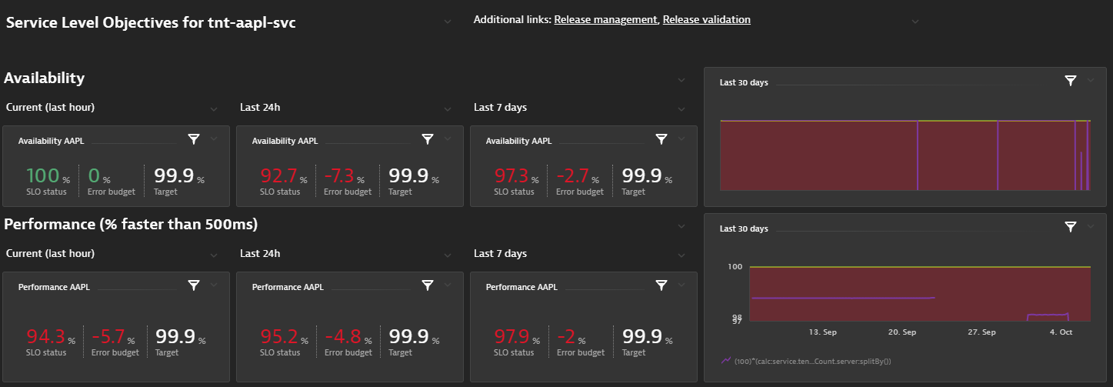 Service Level Objectives for tnt-aapl-svc
Additional links: Release management, Release validation
Availability
Current (last hour)
Last 24h
Last 7 days
Availability AAPL
100 % 0 % 99.9 %
SLO status Error budget Target
Availability AAPL
92.7 % -7.3 % 99.9 %
SLO status Error budget Target
Availability AAPL
97.3 % -2.7 % 99.9 %
SLO status Error budget Target
Last 30 days
Performance (% faster than 500ms)
Current (last hour)
Last 24h
Last 7 days
Performance AAPL
94.3 % -5.7 % 99.9 %
SLO status Error budget Target
Performance AAPL
95.2 % -4.8 % 99.9 %
SLO status Error budget Target
Performance AAPL
97.9 % -2 % 99.9 %
SLO status Error budget Target
Last 30 days
100
98
97
13. Sep 20. Sep 27. Sep 4. Oct
(100)*(calc:service.ten...Count.server:splitBy())